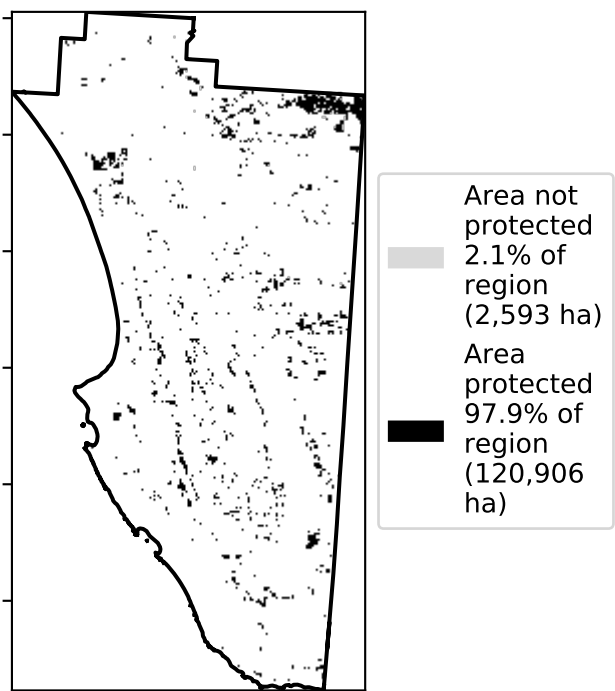 Area not
protected
2.1% of
region
(2,593 ha)
Area
protected
97.9% of
region
(120,906
ha)